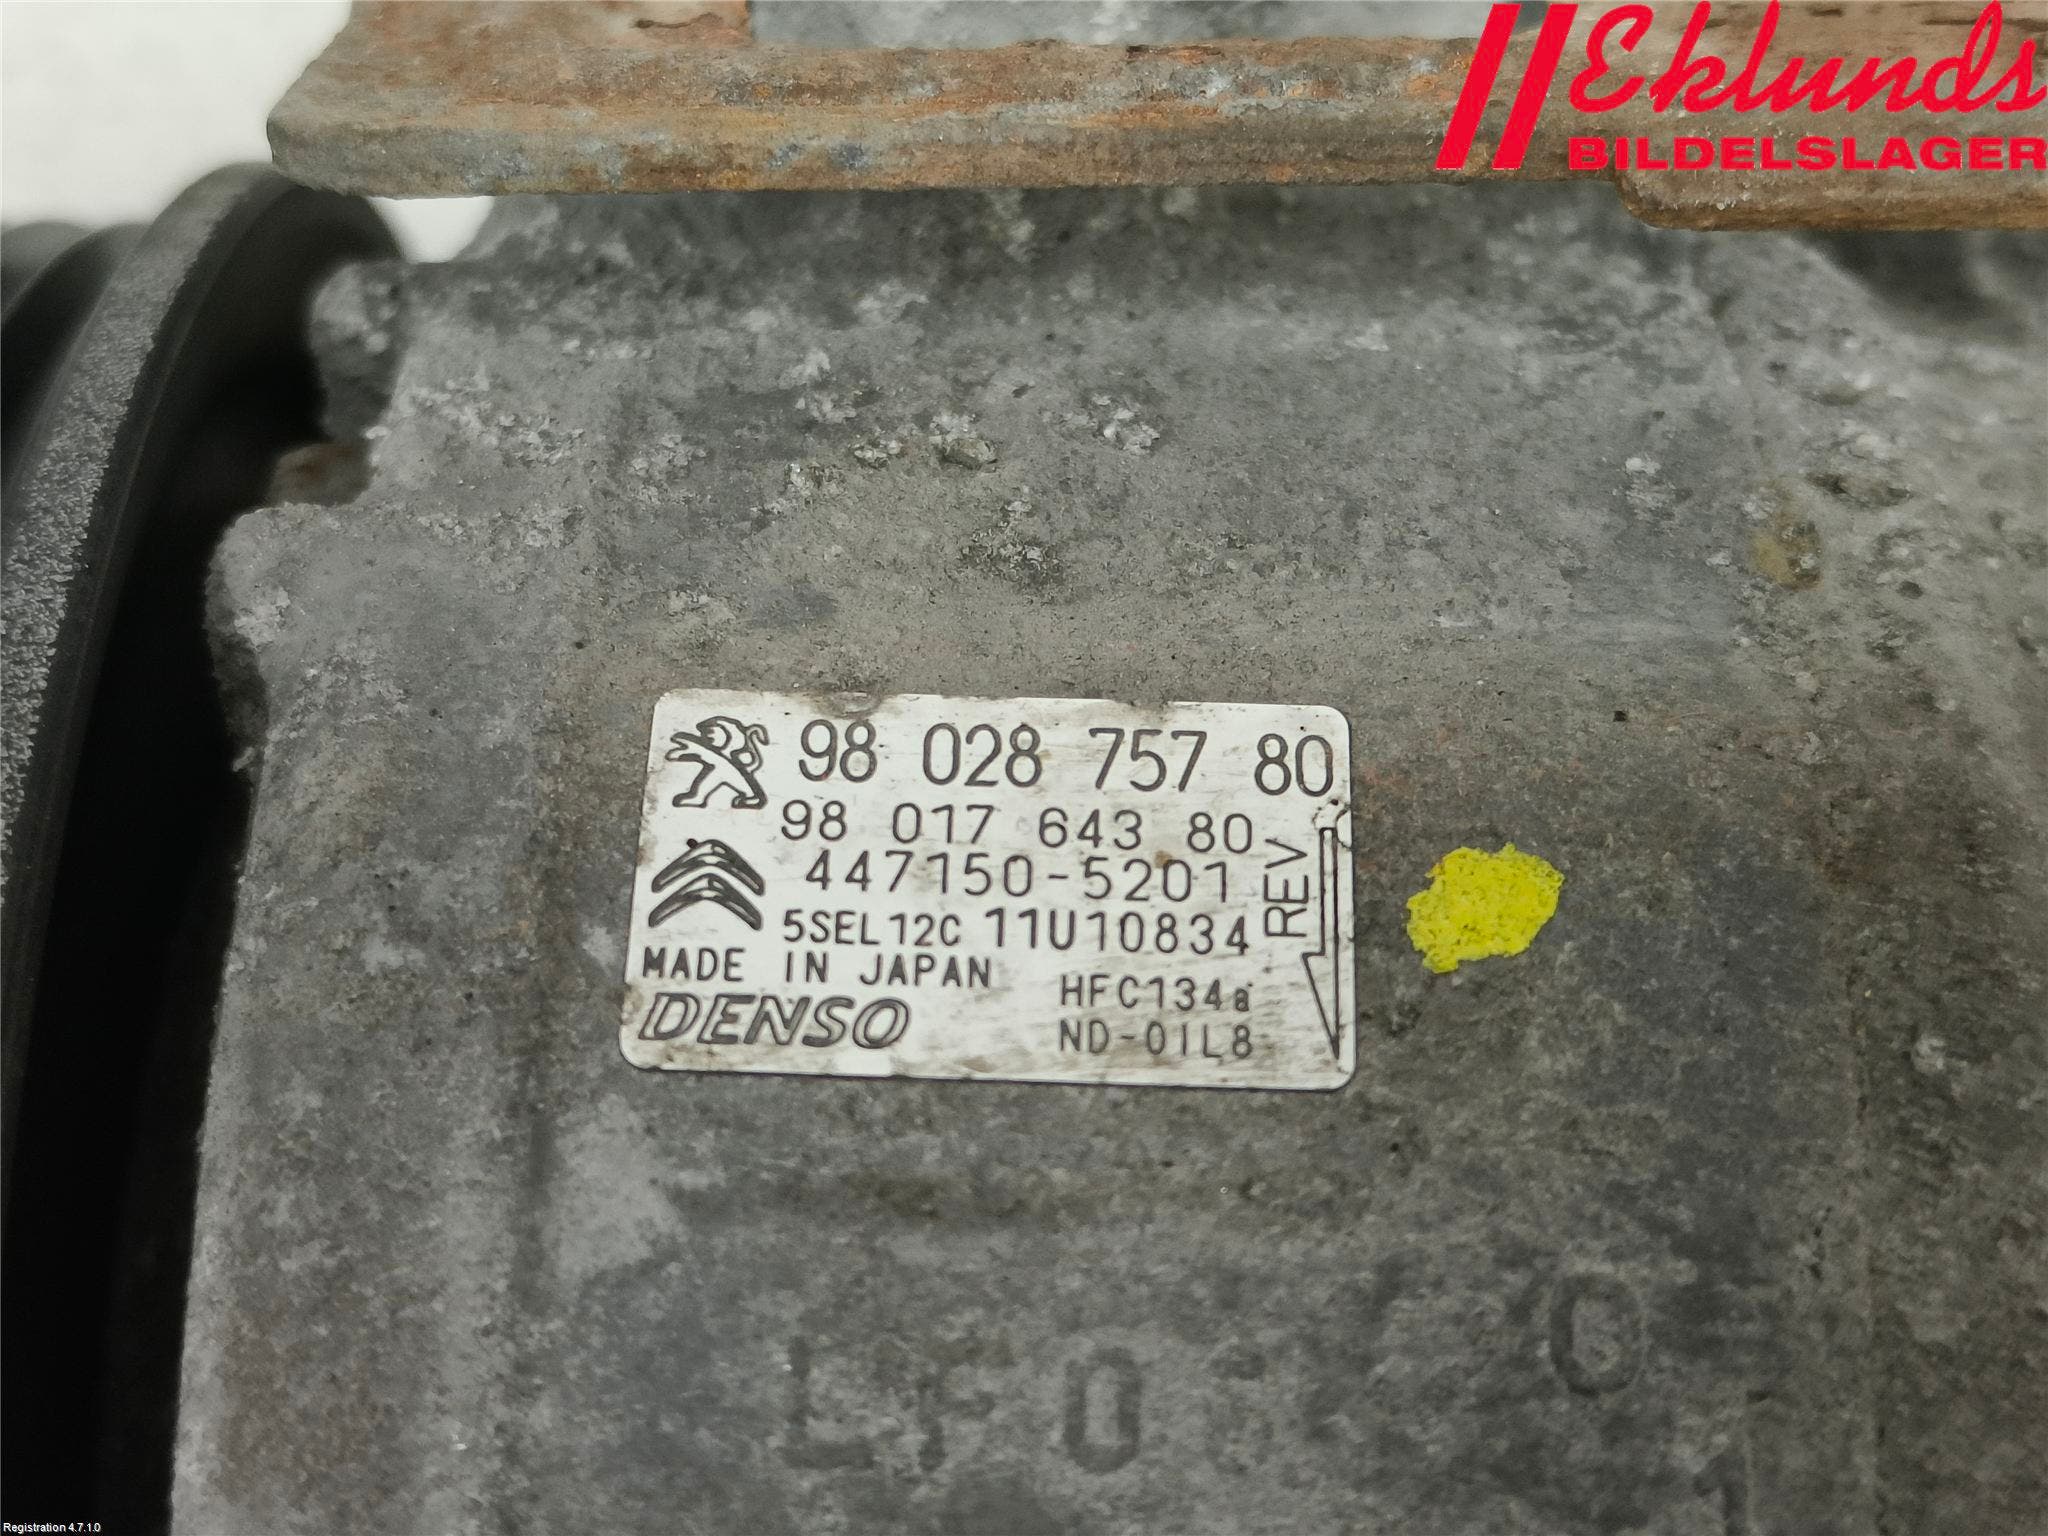 Eklunds
BILDELSLAGER
98 028 757 80
98 017 643 80
447150-5201
5SEL12C 11U10834
REV
MADE IN JAPAN
HFC134a
DENSO
ND-OIL8
Registration 4.7.1.0